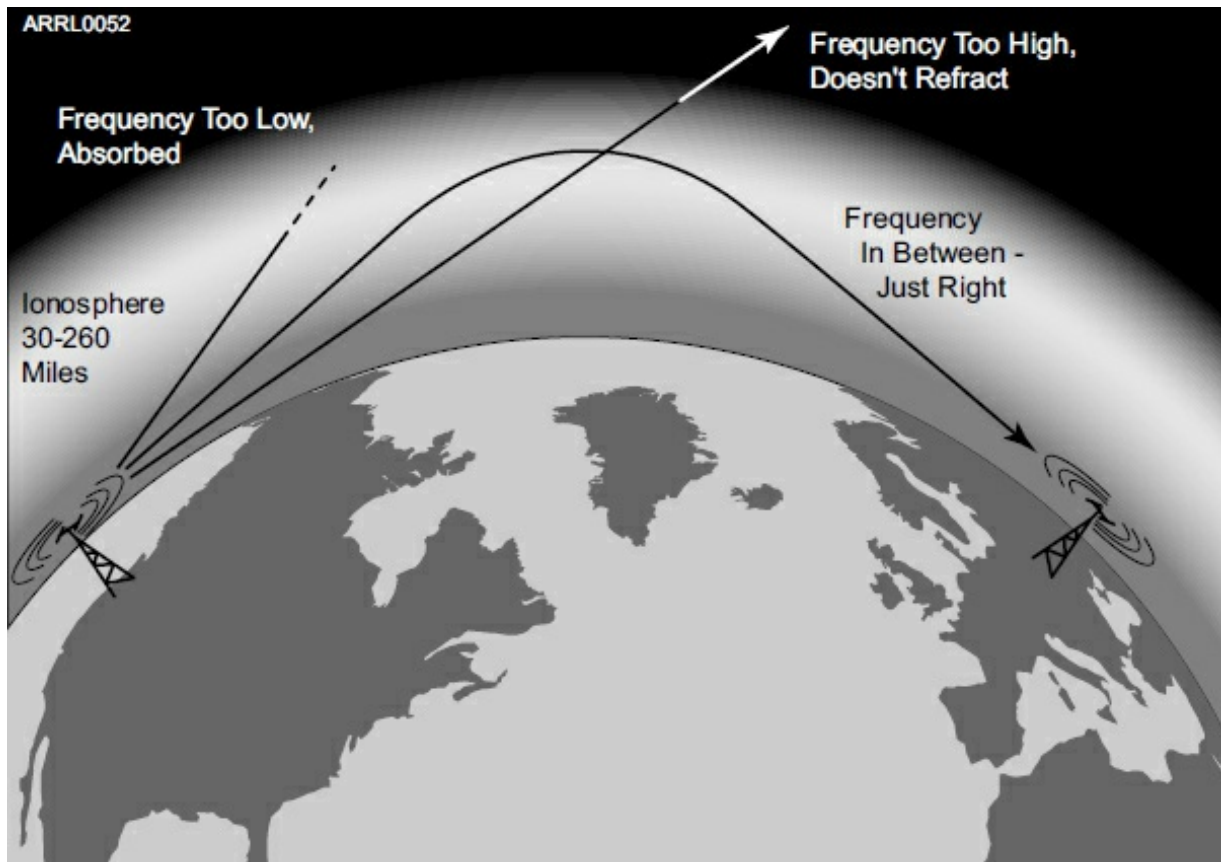 ARRL0052
Frequency Too High,
Doesn't Refract
Frequency Too Low,
Absorbed
Frequency
In Between -
Just Right
Ionosphere
30-260
Miles